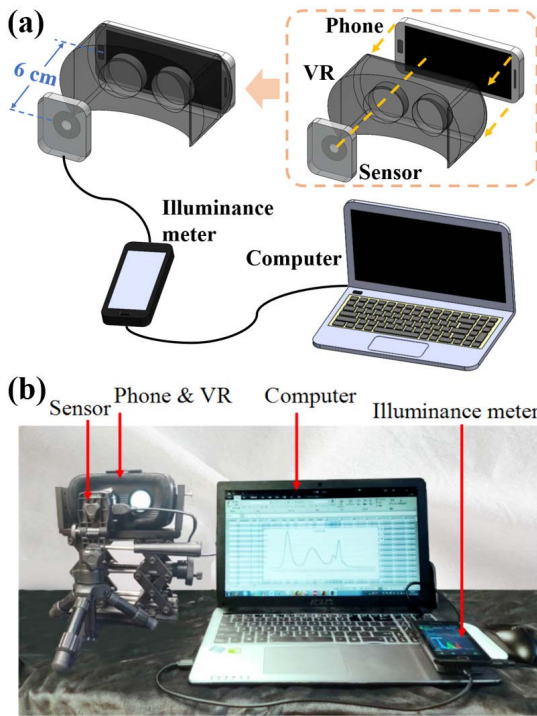 (a)
Phone
VR
6 cm
Sensor
Illuminance
meter
Computer
(b)
Phone & VR
Computer
Sensor
Illuminance meter